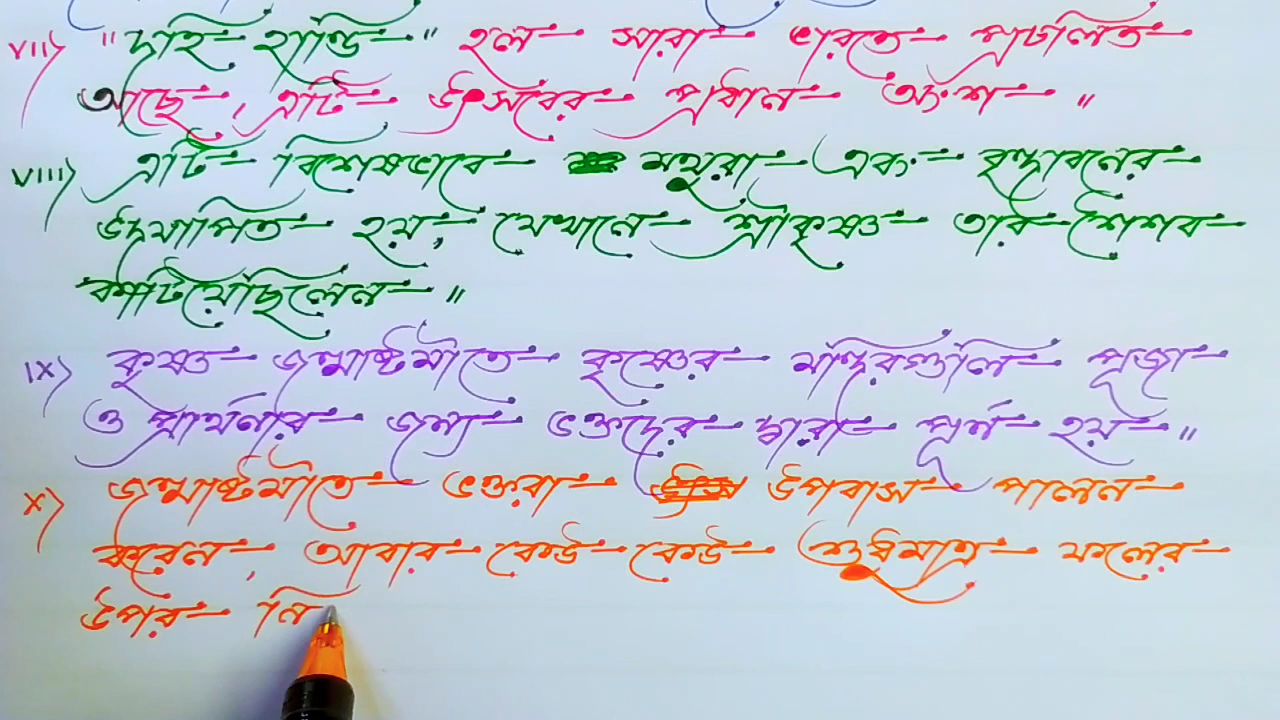 vii) "দহি হান্ডি" হল সারা ভারতে প্রচলিত
আছে, এটি উৎসবের প্রধান অংশ॥
viii) এটি বিশেষভাবে মথুরা এবং বৃন্দাবনের
উদযাপিত হয়, যেখানে শ্রীকৃষ্ণ তার শৈশব
কাটিয়েছিলেন॥
ix) কৃষ্ণ জন্মাষ্টমীতে কৃষ্ণের মন্দিরগুলি পূজা
ও প্রার্থনার জন্য ভক্তদের দ্বারা পূর্ণ হয়॥
x) জন্মাষ্টমীতে ভক্তরা উপবাস পালন
করেন, আবার কেউ কেউ শুধুমাত্র ফলের
উপর নি